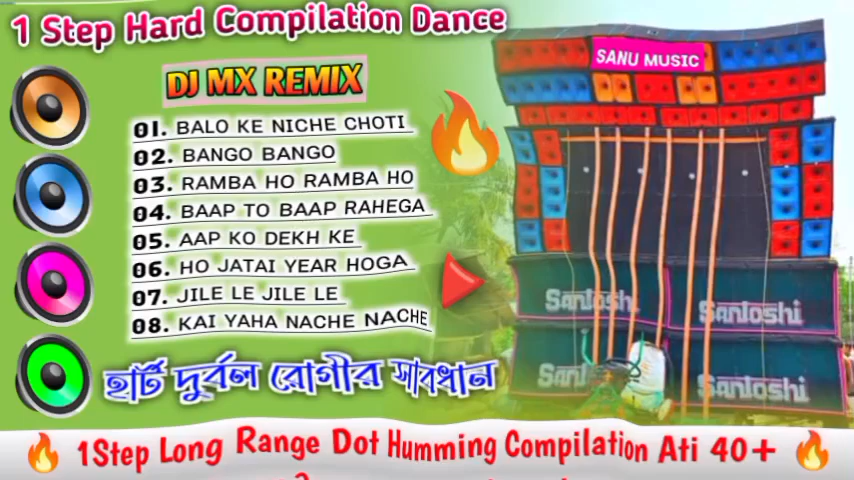 1 Step Hard Compilation Dance
DJ MX REMIX
01. BALO KE NICHE CHOTI
02. BANGO BANGO
03. RAMBA HO RAMBA HO
04. BAAP TO BAAP RAHEGA
05. AAP KO DEKH KE
06. HO JATAI YEAR HOGA
07. JILE LE JILE LE
08. KAI YAHA NACHE NACHE
হার্ট দুর্বল রোগীর সাবধান
SANU MUSIC
Santoshi Santoshi
Santoshi
1Step Long Range Dot Humming Compilation Ati 40+